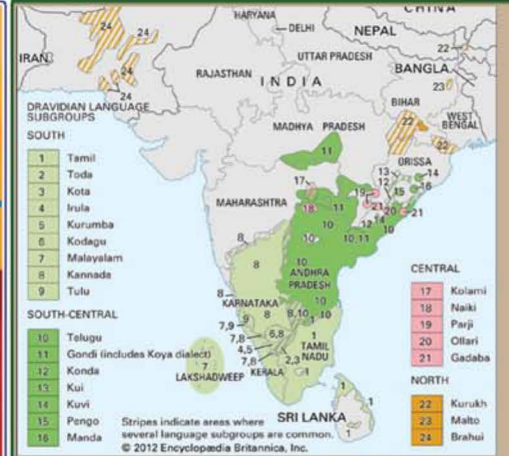 CHINA
HARYANA
DELHI
NEPAL
IRAN
UTTAR PRADESH
RAJASTHAN
INDIA
BANGLA
BIHAR
WEST
BENGAL
MADHYA PRADESH
ORISSA
MAHARASHTRA
ANDHRA
PRADESH
KARNATAKA
TAMIL
NADU
KERALA
LAKSHADWEEP
SRI LANKA
DRAVIDIAN LANGUAGE
SUBGROUPS
SOUTH
1 Tamil
2 Toda
3 Kota
4 Irula
5 Kurumba
6 Kodagu
7 Malayalam
8 Kannada
9 Tulu
SOUTH-CENTRAL
10 Telugu
11 Gondi (includes Koya dialect)
12 Konda
13 Kui
14 Kuvi
15 Pengo
16 Manda
CENTRAL
17 Kolami
18 Naiki
19 Parji
20 Ollari
21 Gadaba
NORTH
22 Kurukh
23 Malto
24 Brahui
Stripes indicate areas where
several language subgroups are common.
© 2012 Encyclopædia Britannica, Inc.